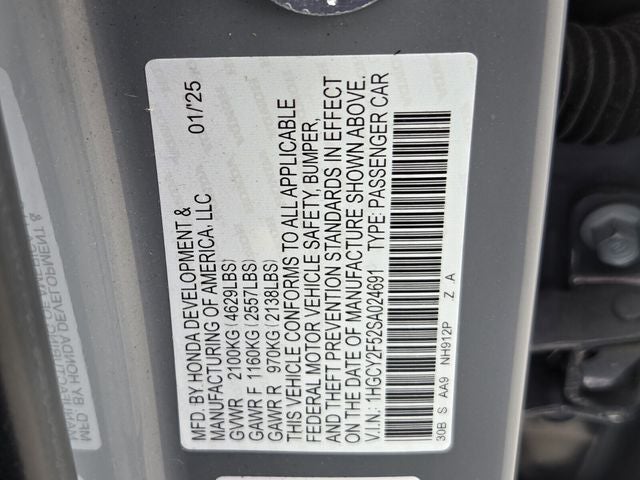 MFD. BY HONDA DEVELOPMENT &
MANUFACTURING OF AMERICA, LLC 01/'25
GVWR 2100KG (4629LBS)
GAWR F 1160KG (2557LBS)
GAWR R 970KG (2138LBS)
THIS VEHICLE CONFORMS TO ALL APPLICABLE
FEDERAL MOTOR VEHICLE SAFETY, BUMPER,
AND THEFT PREVENTION STANDARDS IN EFFECT
ON THE DATE OF MANUFACTURE SHOWN ABOVE.
V.I.N.: 1HGCY2F52SA024691 TYPE: PASSENGER CAR
30B S AA9 NH912P Z A